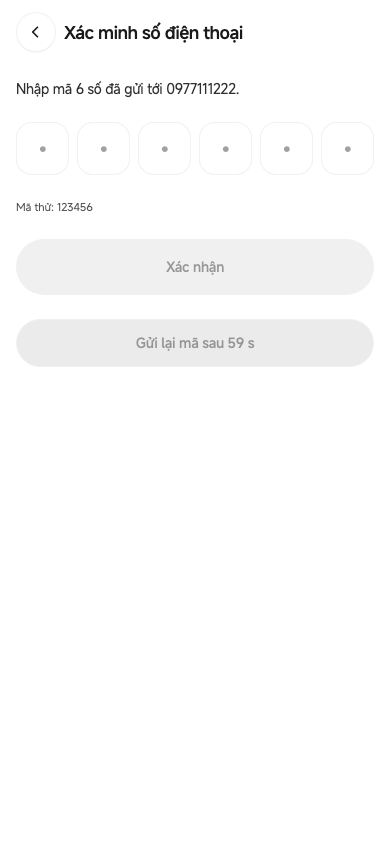 Xác minh số điện thoại
Nhập mã 6 số đã gửi tới 0977111222.
Mã thử: 123456
Xác nhận
Gửi lại mã sau 59 s